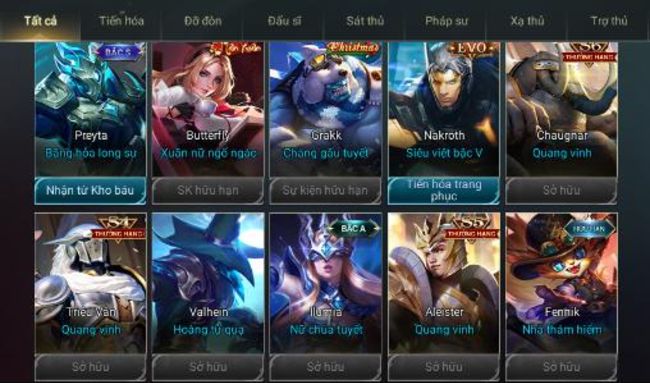 Tất cả
Tiến hóa
Đỡ đòn
Đấu sĩ
Sát thủ
Pháp sư
Xạ thủ
Trợ thủ
BẬC S
Preyta
Băng hỏa long sư
Nhận từ Kho báu
Butterfly
Xuân nữ ngổ ngáo
SK hữu hạn
Christmas
Grakk
Chàng gấu tuyết
Sự kiện hữu hạn
EVO
Nakroth
Siêu việt bậc V
Tiến hóa trang
phục
S6
THƯỞNG HẠNG
Chaugnar
Quang vinh
Sở hữu
S4
THƯỞNG HẠNG
Triệu Vân
Quang vinh
Sở hữu
Valhein
Hoàng tử quạ
Sở hữu
BẬC A
Ilumia
Nữ chúa tuyết
Sở hữu
S5
THƯỞNG HẠNG
Aleister
Quang vinh
Sở hữu
HỮU HẠN
Fennik
Nhà thám hiểm
Sở hữu